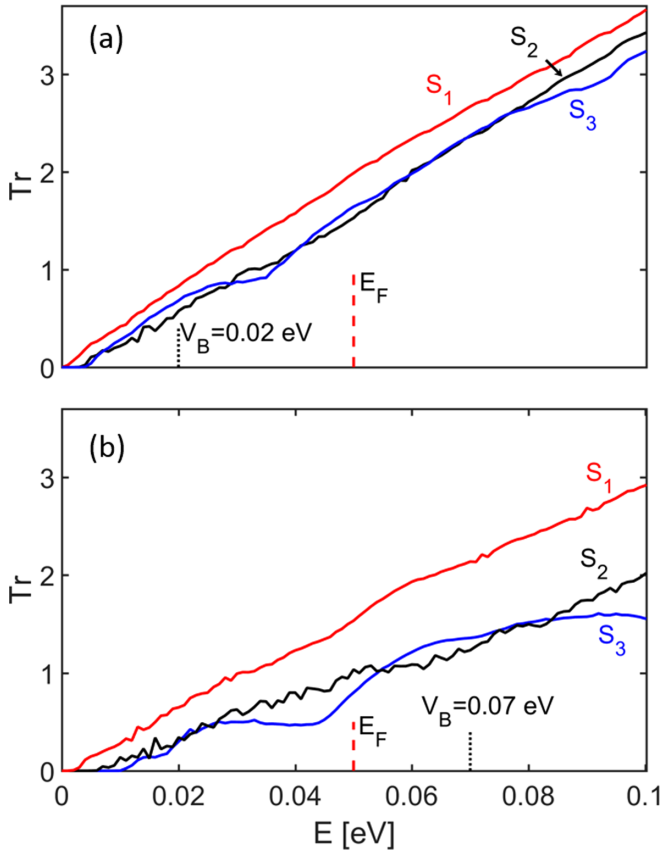 (a)
S2
S1
S3
3
2
Tr
1
EF
VB=0.02 eV
0
(b)
3
S1
S2
2
Tr
S3
1
VB=0.07 eV
EF
0
0 0.02 0.04 0.06 0.08 0.1
E [eV]